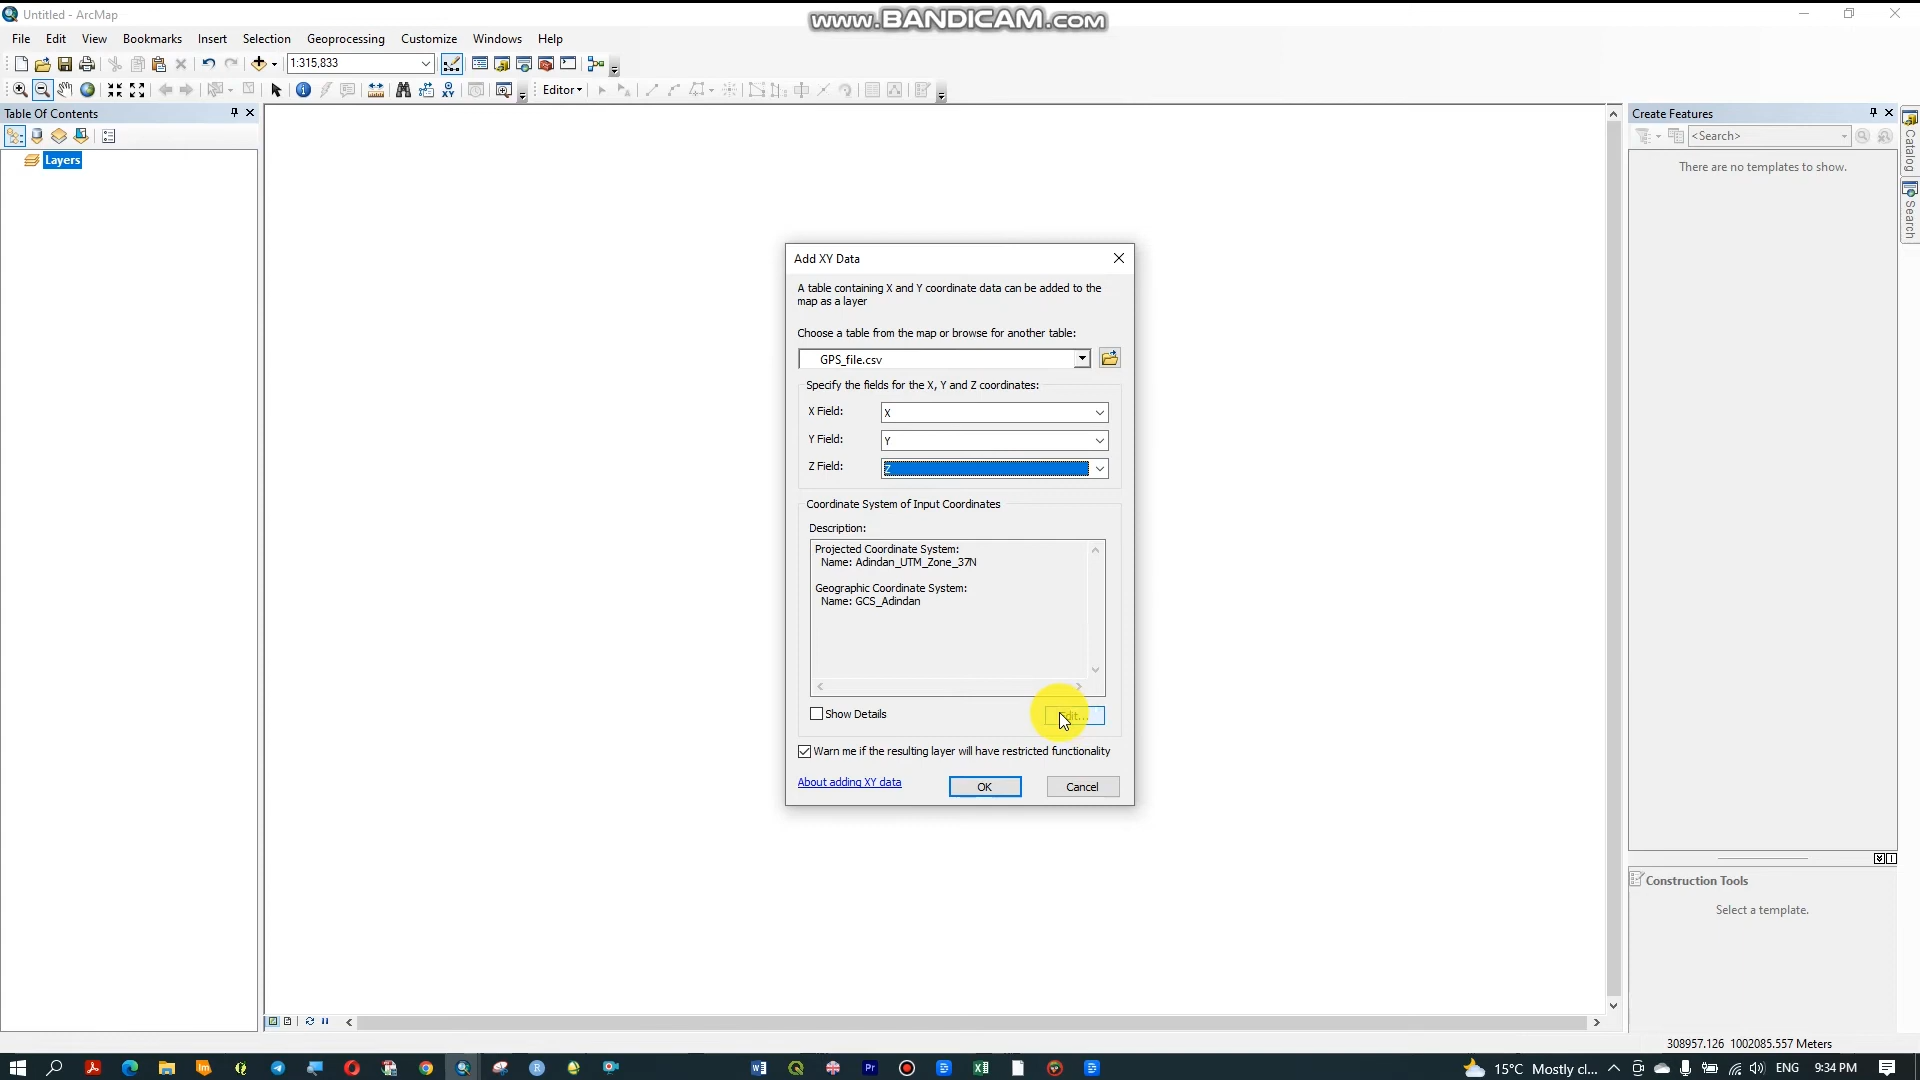 Untitled - ArcMap
www.BANDICAM.com
File Edit View Bookmarks Insert Selection Geoprocessing Customize Windows Help
1:315,833
Editor
Table Of Contents
Layers
Create Features
<Search>
There are no templates to show.
Catalog
Search
Add XY Data
A table containing X and Y coordinate data can be added to the
map as a layer
Choose a table from the map or browse for another table:
GPS_file.csv
Specify the fields for the X, Y and Z coordinates:
X Field: X
Y Field: Y
Z Field: Z
Coordinate System of Input Coordinates
Description:
Projected Coordinate System:
Name: Adindan_UTM_Zone_37N
Geographic Coordinate System:
Name: GCS_Adindan
Show Details
Edit...
Warn me if the resulting layer will have restricted functionality
About adding XY data
OK
Cancel
Construction Tools
Select a template.
308957.126 1002085.557 Meters
15°C Mostly cl...
ENG
9:34 PM